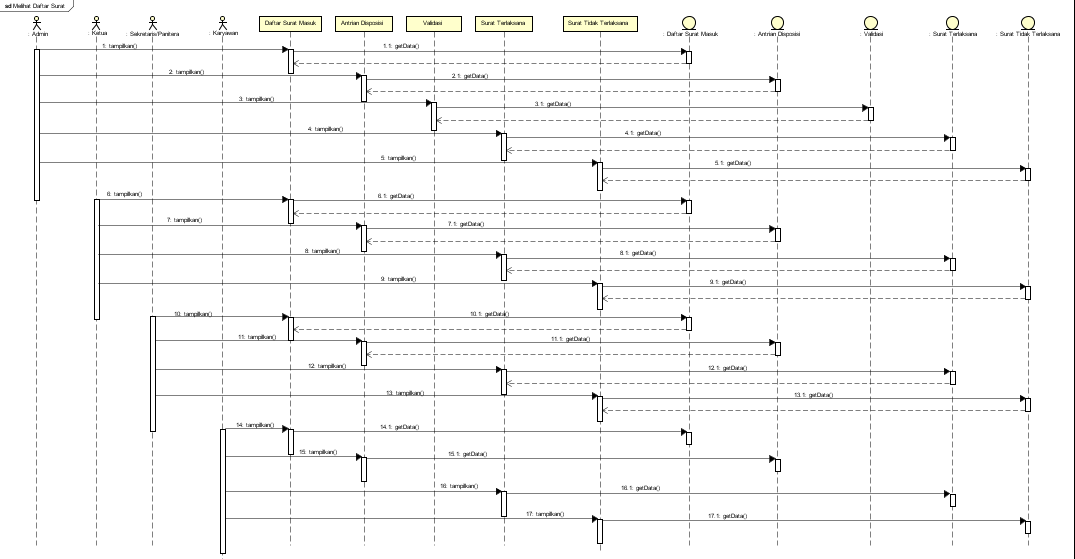 sd Melihat Daftar Surat
: Admin
: Ketua
: Sekretaris/Panitara
: Karyawan
Daftar Surat Masuk
Antrian Disposisi
Validasi
Surat Terlaksana
Surat Tidak Terlaksana
: Daftar Surat Masuk
: Antrian Disposisi
: Validasi
: Surat Terlaksana
: Surat Tidak Terlaksana
1: tampilkan()
1.1: getData()
2: tampilkan()
2.1: getData()
3: tampilkan()
3.1: getData()
4: tampilkan()
4.1: getData()
5: tampilkan()
5.1: getData()
6: tampilkan()
6.1: getData()
7: tampilkan()
7.1: getData()
8: tampilkan()
8.1: getData()
9: tampilkan()
9.1: getData()
10: tampilkan()
10.1: getData()
11: tampilkan()
11.1: getData()
12: tampilkan()
12.1: getData()
13: tampilkan()
13.1: getData()
14: tampilkan()
14.1: getData()
15: tampilkan()
15.1: getData()
16: tampilkan()
16.1: getData()
17: tampilkan()
17.1: getData()